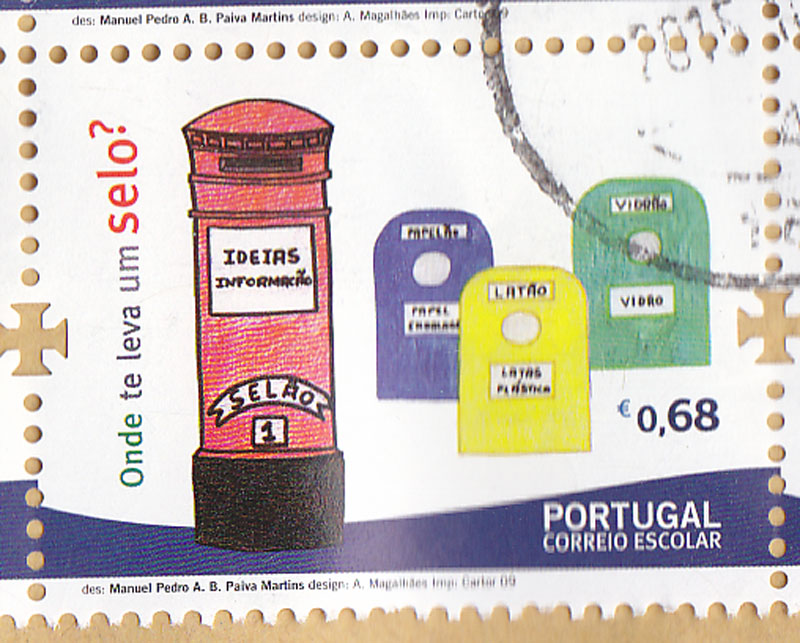 des: Manuel Pedro A. B. Paiva Martins design: A. Magalhães Imp: Cartor 09
Onde te leva um selo?
IDEIAS
INFORMAÇÃO
SELÃO
1
PAPELÃO
PAPEL
LATÃO
LATAS
PLÁSTICO
VIDRÃO
VIDRO
€ 0,68
PORTUGAL
CORREIO ESCOLAR
des: Manuel Pedro A. B. Paiva Martins design: A. Magalhães Imp: Cartor 09